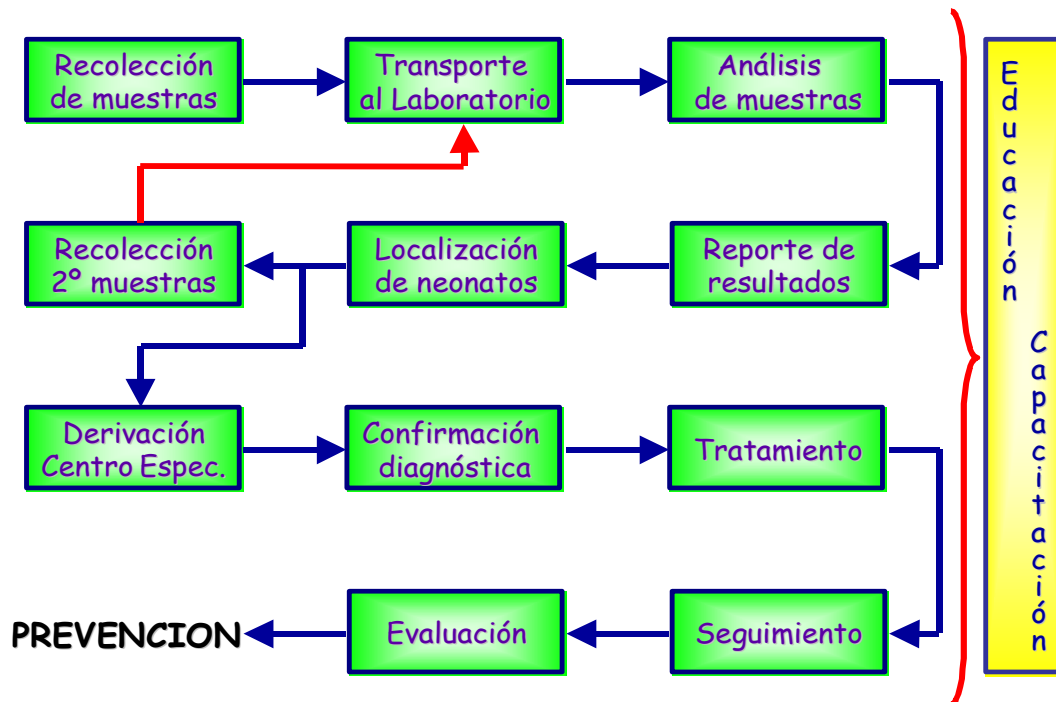 Recolección
de muestras
Transporte
al Laboratorio
Análisis
de muestras
Recolección
2º muestras
Localización
de neonatos
Reporte de
resultados
Derivación
Centro Espec.
Confirmación
diagnóstica
Tratamiento
PREVENCION
Evaluación
Seguimiento
Educación
Capacitación